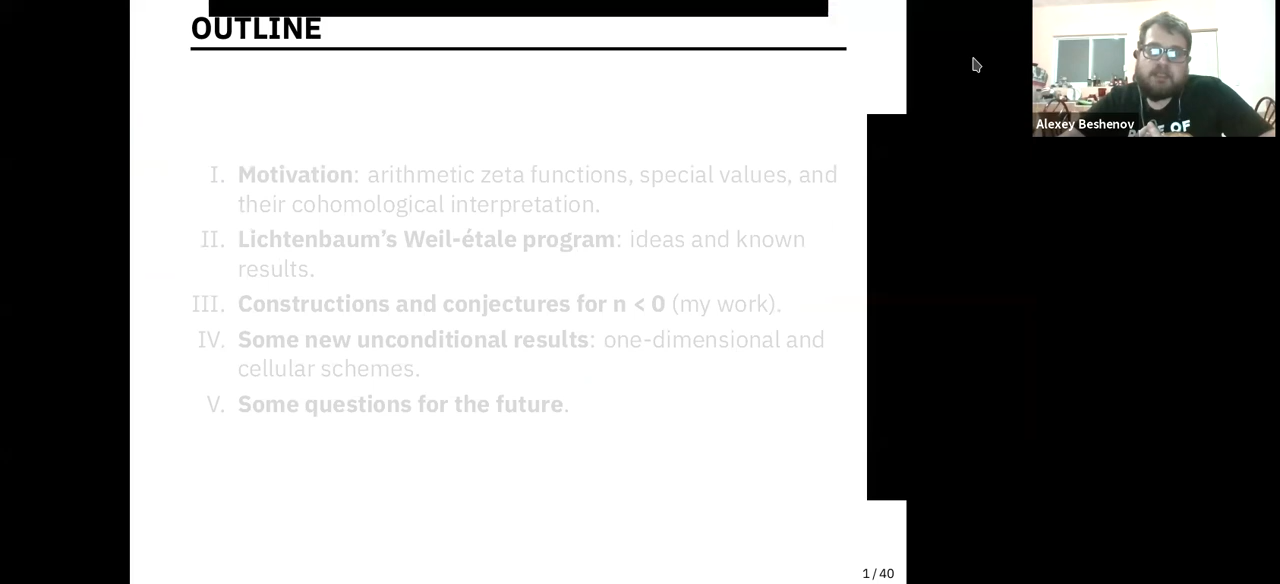 OUTLINE
I. Motivation: arithmetic zeta functions, special values, and
their cohomological interpretation.
II. Lichtenbaum’s Weil-étale program: ideas and known
results.
III. Constructions and conjectures for n < 0 (my work).
IV. Some new unconditional results: one-dimensional and
cellular schemes.
V. Some questions for the future.
1 / 40
Alexey Beshenov
OF